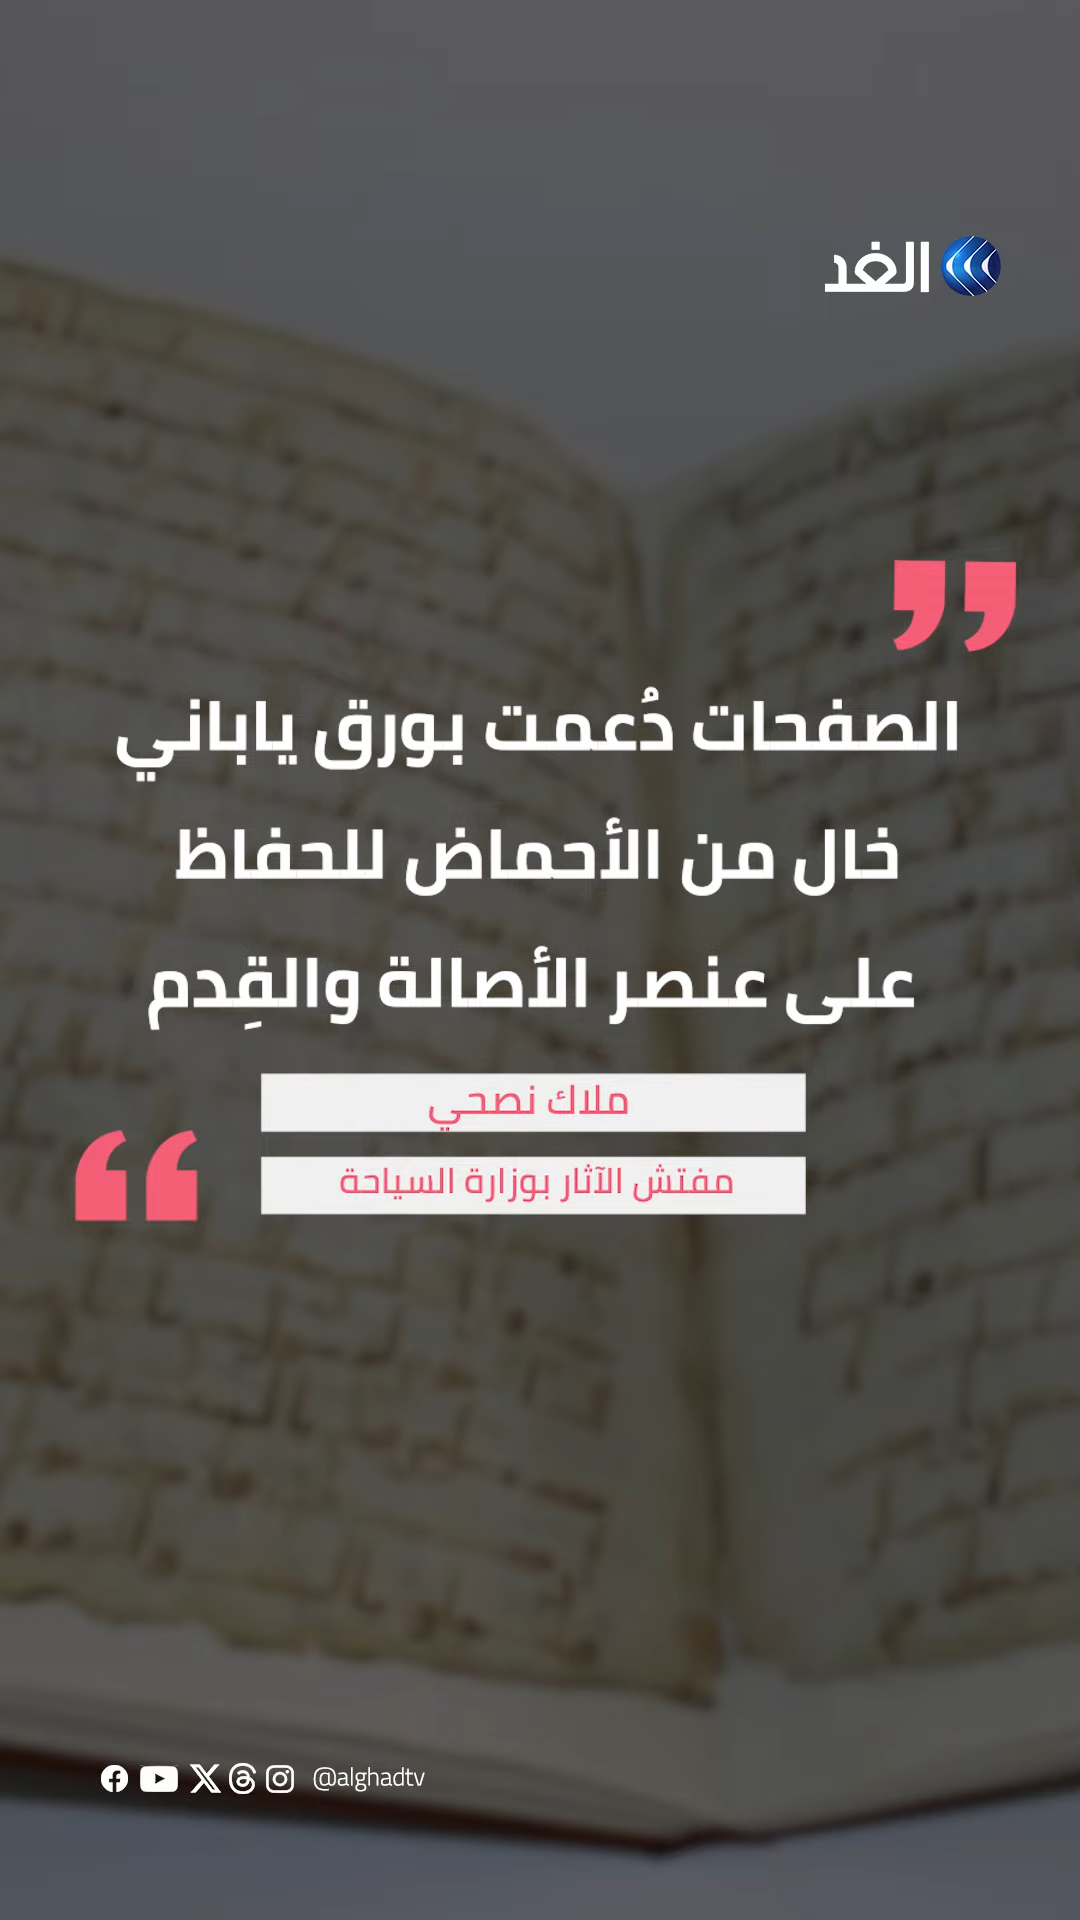 الغد
الصفحات دُعمت بورق ياباني
خال من الأحماض للحفاظ
على عنصر الأصالة والقِدم
ملاك نصحي
مفتش الآثار بوزارة السياحة
@alghadtv